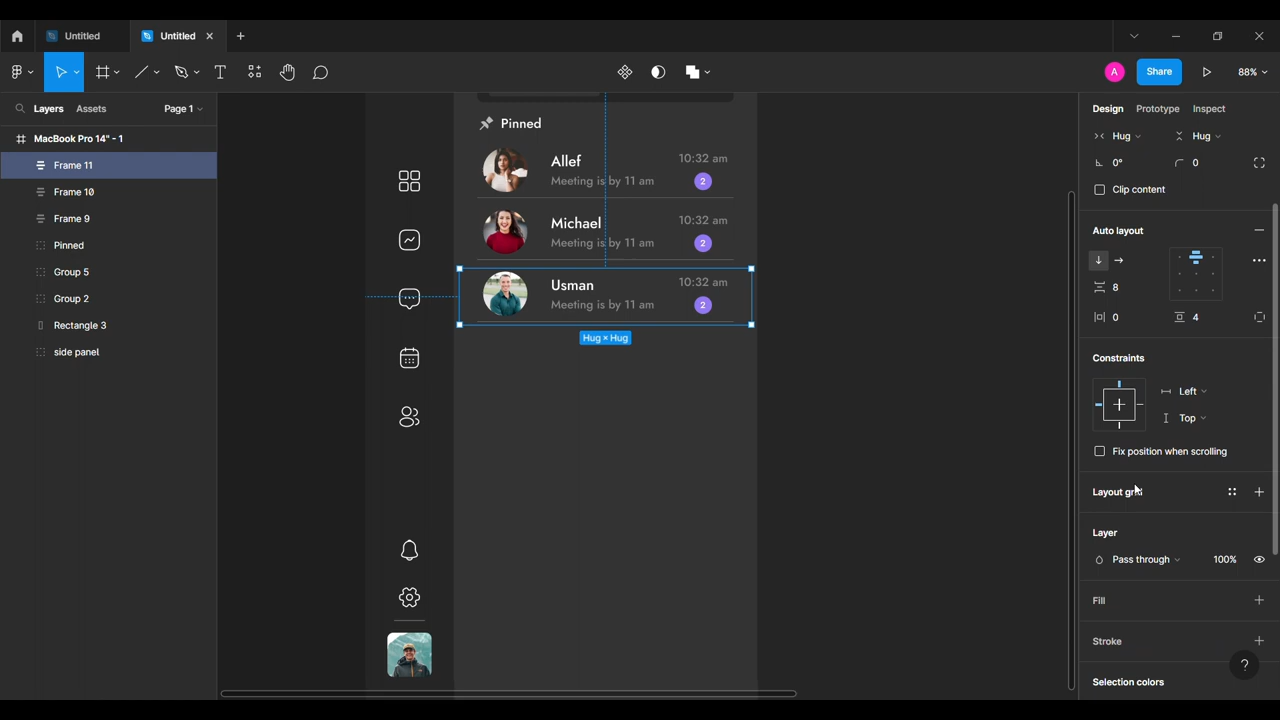 Untitled
Untitled
A
Share
88%
Layers
Assets
Page 1
MacBook Pro 14" - 1
Frame 11
Frame 10
Frame 9
Pinned
Group 5
Group 2
Rectangle 3
side panel
Pinned
Allef
10:32 am
Meeting is by 11 am
2
Michael
10:32 am
Meeting is by 11 am
2
Usman
10:32 am
Meeting is by 11 am
2
Hug × Hug
Design
Prototype
Inspect
Hug
Hug
0°
0
Clip content
Auto layout
8
0
4
Constraints
Left
Top
Fix position when scrolling
Layout grid
Layer
Pass through
100%
Fill
Stroke
?
Selection colors